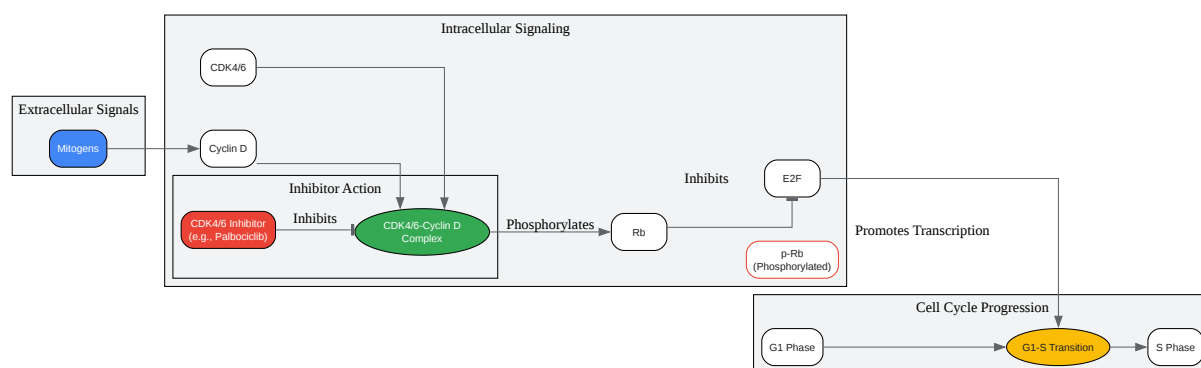 Intracellular Signaling
CDK4/6
Extracellular Signals
Mitogens
Cyclin D
Inhibitor Action
Inhibits
E2F
CDK4/6 Inhibitor
(e.g., Palbociclib)
Inhibits
CDK4/6-Cyclin D
Complex
Phosphorylates
Rb
Promotes Transcription
p-Rb
(Phosphorylated)
Cell Cycle Progression
G1 Phase
G1-S Transition
S Phase